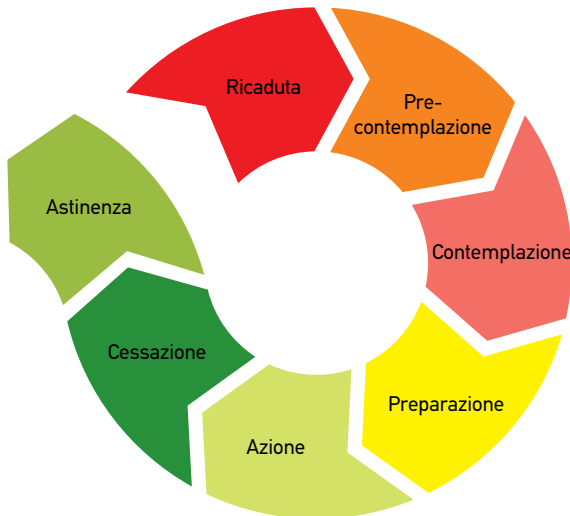 Ricaduta
Pre-
contemplazione
Contemplazione
Preparazione
Azione
Cessazione
Astinenza